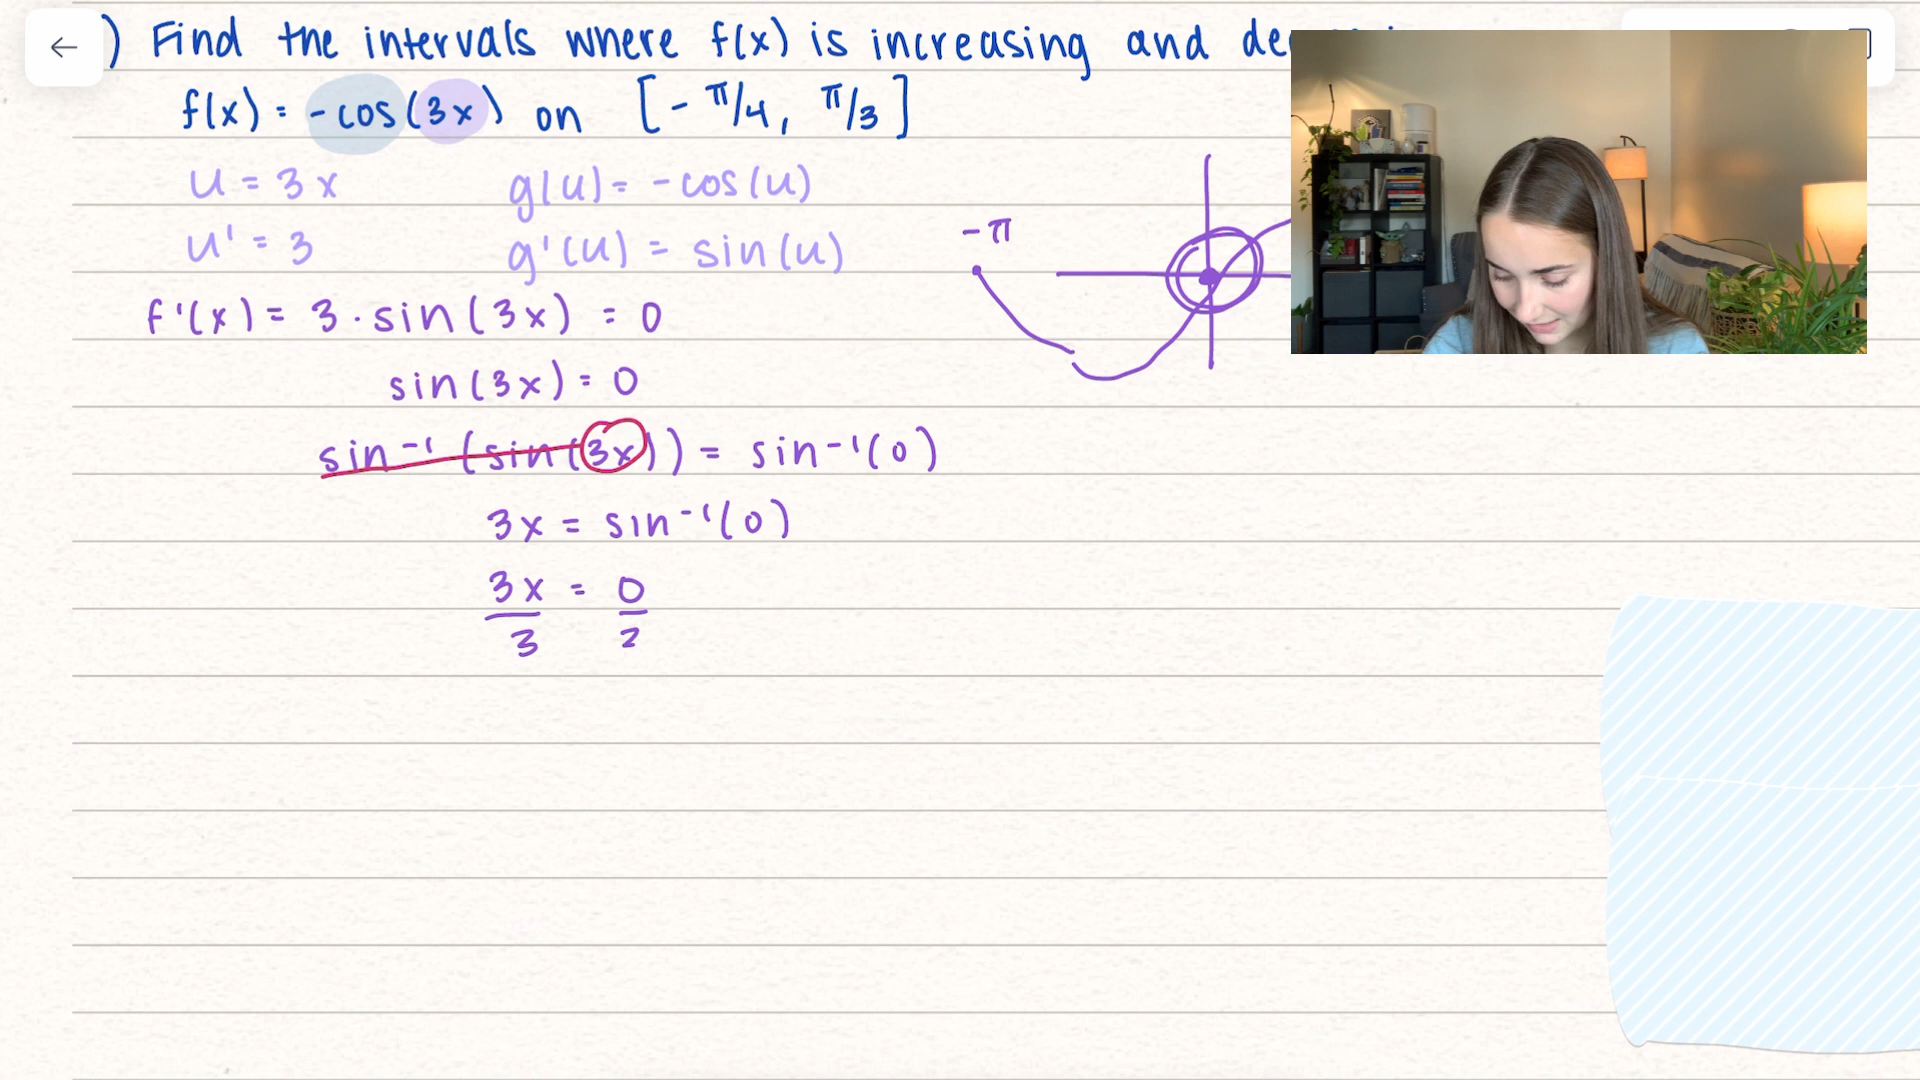 ) Find the intervals where f(x) is increasing and de
f(x) = -cos(3x) on [-π/4, π/3]
u = 3x g(u) = -cos(u)
u' = 3 g'(u) = sin(u)
-π
f'(x) = 3·sin(3x) = 0
sin(3x) = 0
sin⁻¹(sin(3x)) = sin⁻¹(0)
3x = sin⁻¹(0)
3x = 0
3 2